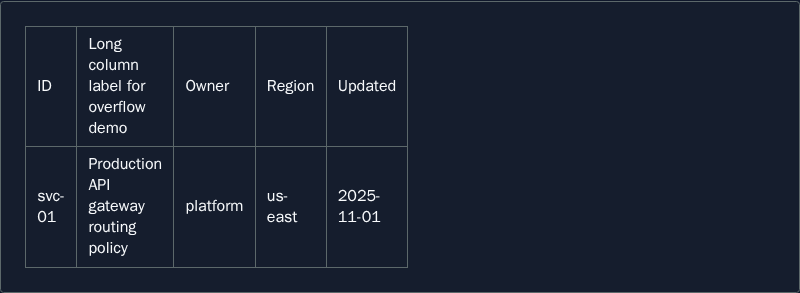 ID
Long
column
label for
overflow
demo
Owner
Region
Updated
svc-
01
Production
API
gateway
routing
policy
platform
us-
east
2025-
11-01